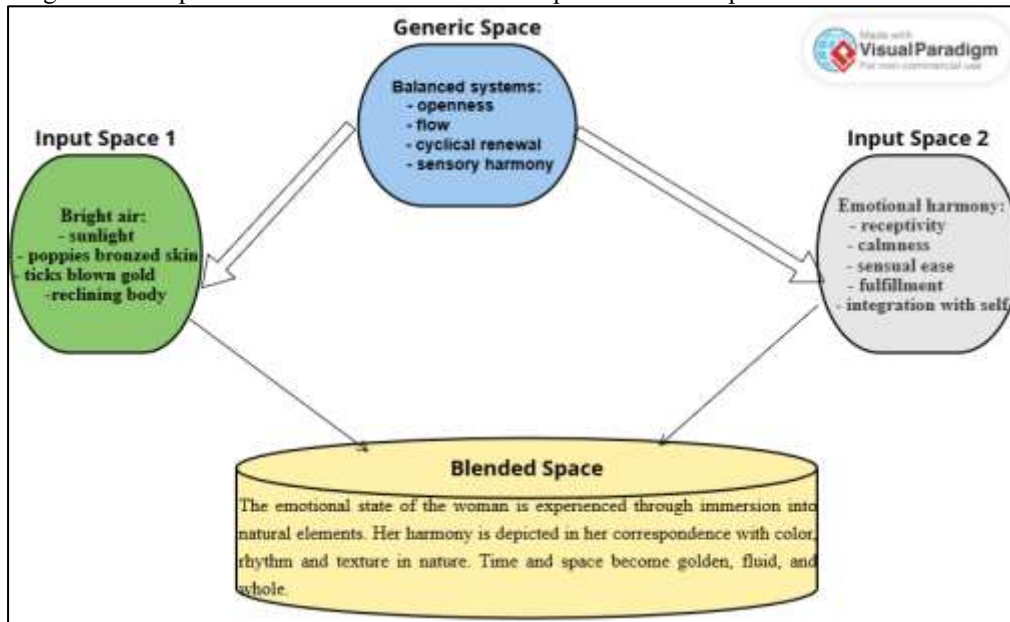 Generic Space
Made with
Visual Paradigm
For non-commercial use
Balanced systems:
- openness
- flow
- cyclical renewal
- sensory harmony
Input Space 1
Bright air:
- sunlight
- poppies bronzed skin
- ticks blown gold
-reclining body
Input Space 2
Emotional harmony:
- receptivity
- calmness
- sensual ease
- fulfillment
- integration with self
Blended Space
The emotional state of the woman is experienced through immersion into
natural elements. Her harmony is depicted in her correspondence with color,
rhythm and texture in nature. Time and space become golden, fluid, and
whole.